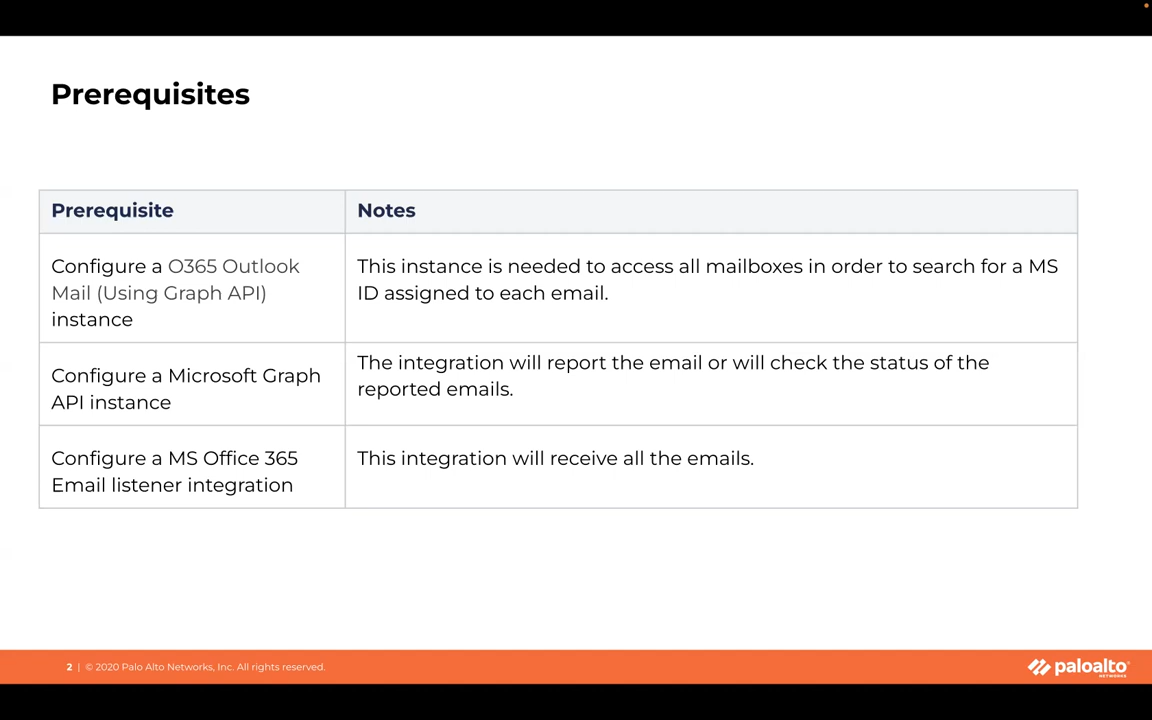 Prerequisites
Prerequisite
Notes
Configure a O365 Outlook
Mail (Using Graph API)
instance
This instance is needed to access all mailboxes in order to search for a MS
ID assigned to each email.
Configure a Microsoft Graph
API instance
The integration will report the email or will check the status of the
reported emails.
Configure a MS Office 365
Email listener integration
This integration will receive all the emails.
2 | © 2020 Palo Alto Networks, Inc. All rights reserved.
paloalto
NETWORKS